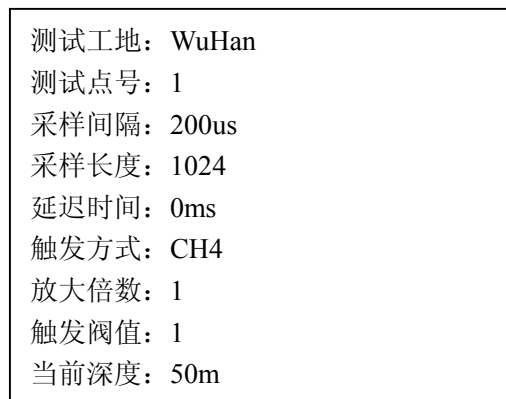 测试工地：WuHan
测试点号：1
采样间隔：200us
采样长度：1024
延迟时间：0ms
触发方式：CH4
放大倍数：1
触发阀值：1
当前深度：50m